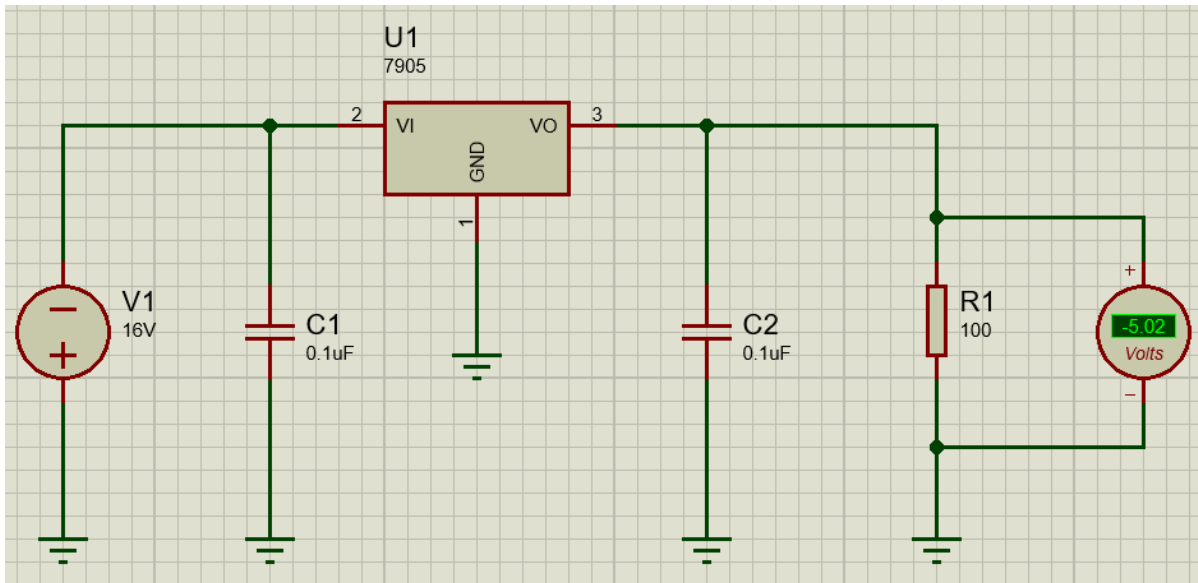 U1
7905
2
VI
VO
3
GND
1
V1
16V
C1
0.1uF
C2
0.1uF
R1
100
+
-5.02
Volts
−
−
+